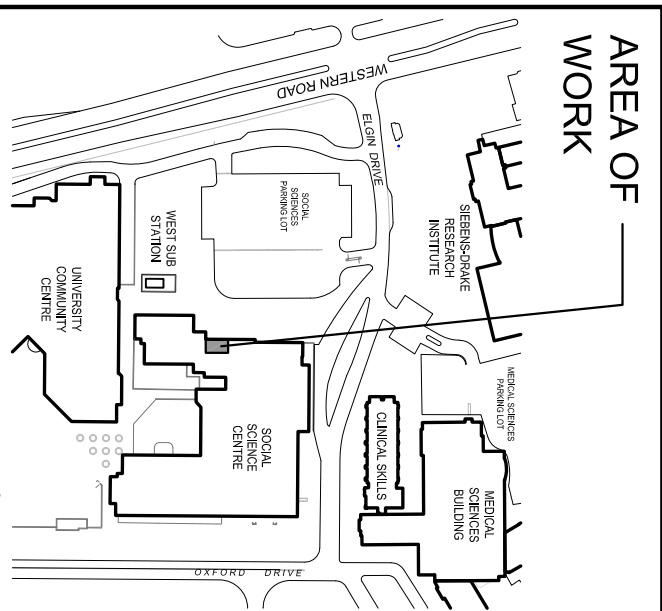 AREA OF
WORK
WESTERN ROAD
ELGIN DRIVE
SIEBENS-DRAKE
RESEARCH
INSTITUTE
SOCIAL
SCIENCES
PARKING LOT
MEDICAL SCIENCES
PARKING LOT
WEST SUB
STATION
UNIVERSITY
COMMUNITY
CENTRE
SOCIAL
SCIENCE
CENTRE
CLINICAL SKILLS
MEDICAL
SCIENCES
BUILDING
OXFORD DRIVE